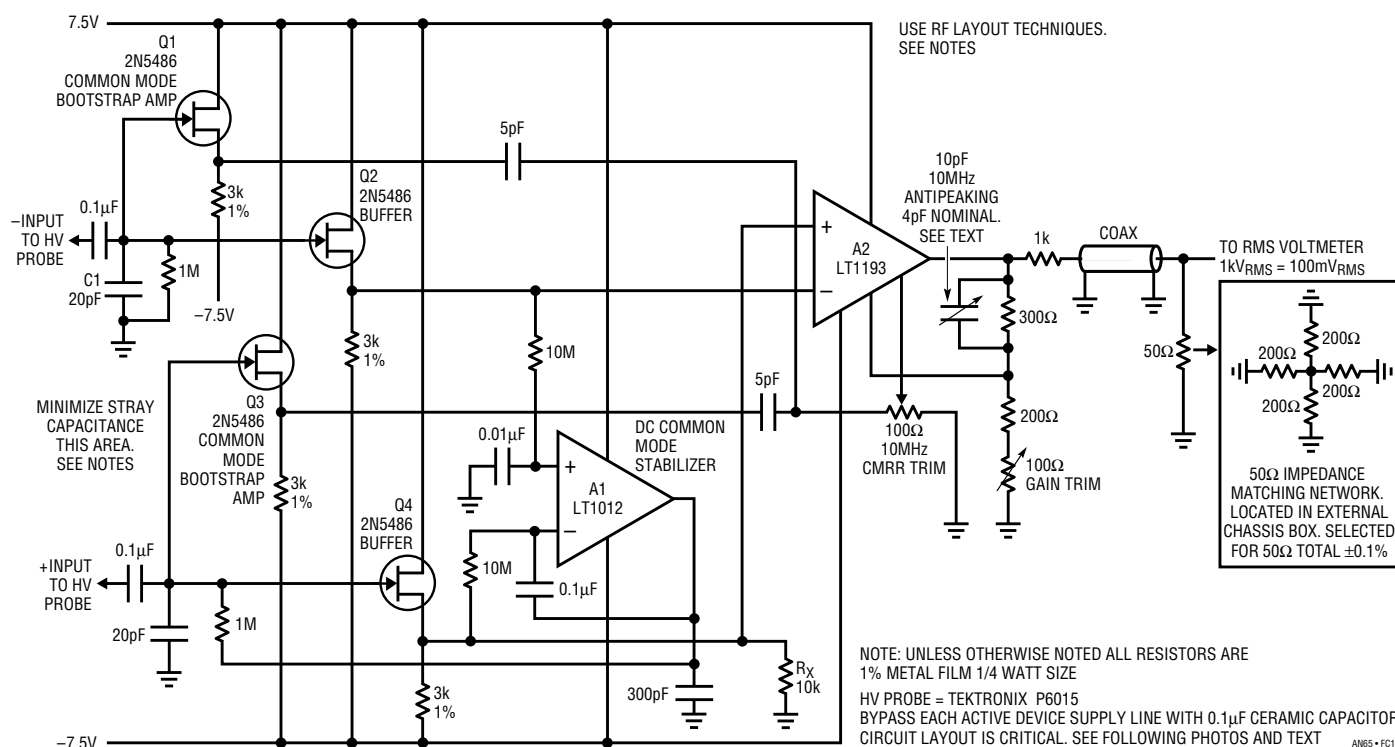 7.5V
Q1
2N5486
COMMON MODE
BOOTSTRAP AMP
USE RF LAYOUT TECHNIQUES.
SEE NOTES
5pF
3k
1%
0.1µF
–INPUT
TO HV
PROBE
C1
20pF
1M
–7.5V
Q2
2N5486
BUFFER
3k
1%
10M
+
–
A2
LT1193
10pF
10MHz
ANTIPEAKING
4pF NOMINAL.
SEE TEXT
1k
COAX
TO RMS VOLTMETER
1kVRMS = 100mVRMS
300Ω
50Ω
200Ω
200Ω
200Ω
200Ω
50Ω IMPEDANCE
MATCHING NETWORK.
LOCATED IN EXTERNAL
CHASSIS BOX. SELECTED
FOR 50Ω TOTAL ±0.1%
MINIMIZE STRAY
CAPACITANCE
THIS AREA.
SEE NOTES
Q3
2N5486
COMMON
MODE
BOOTSTRAP
AMP
3k
1%
5pF
100Ω
10MHz
CMRR TRIM
200Ω
100Ω
GAIN TRIM
0.01µF
DC COMMON
MODE
STABILIZER
+
–
A1
LT1012
Q4
2N5486
BUFFER
10M
0.1µF
0.1µF
+INPUT
TO HV
PROBE
20pF
1M
3k
1%
300pF
RX
10k
–7.5V
NOTE: UNLESS OTHERWISE NOTED ALL RESISTORS ARE
1% METAL FILM 1/4 WATT SIZE
HV PROBE = TEKTRONIX P6015
BYPASS EACH ACTIVE DEVICE SUPPLY LINE WITH 0.1µF CERAMIC CAPACITOR
CIRCUIT LAYOUT IS CRITICAL. SEE FOLLOWING PHOTOS AND TEXT